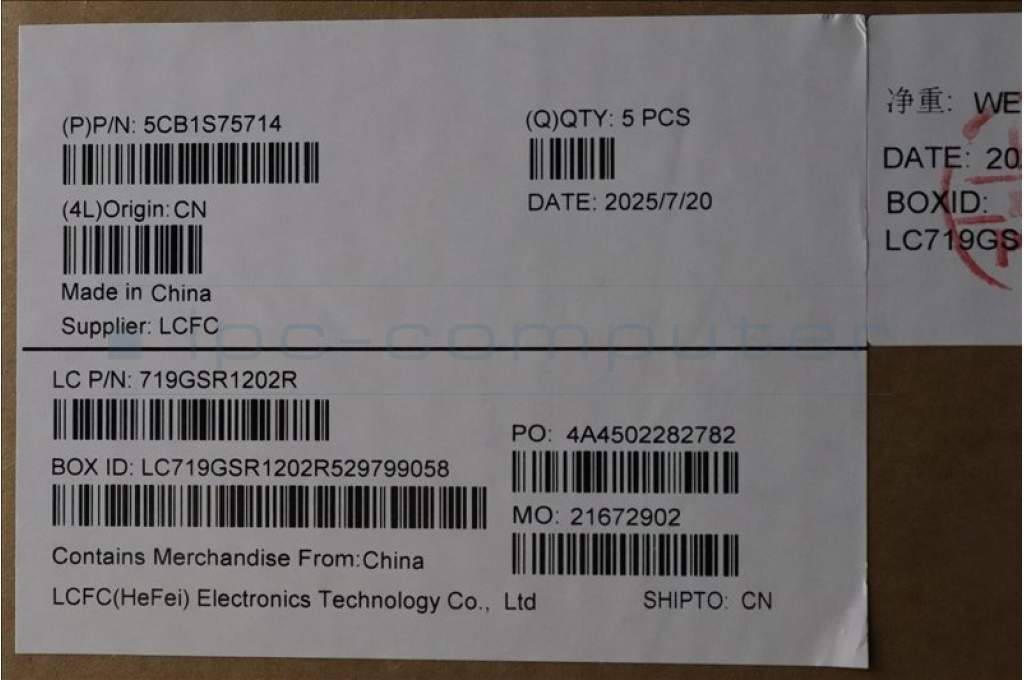 (P)P/N: 5CB1S75714
(Q)QTY: 5 PCS
DATE: 2025/7/20
(4L)Origin: CN
Made in China
Supplier: LCFC
LC P/N: 719GSR1202R
BOX ID: LC719GSR1202R529799058
PO: 4A4502282782
MO: 21672902
Contains Merchandise From:China
LCFC(HeFei) Electronics Technology Co., Ltd
SHIPTO: CN
净重: WE
DATE: 20
BOXID:
LC719GS
ipc-computer